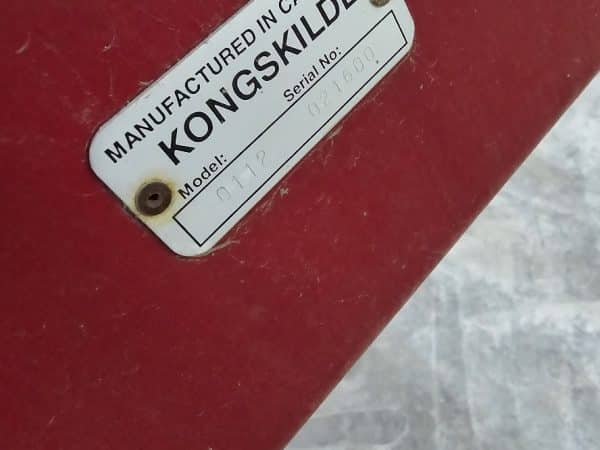 MANUFACTURED IN CA
KONGSKILDE
Model: Serial No:
0112 021600